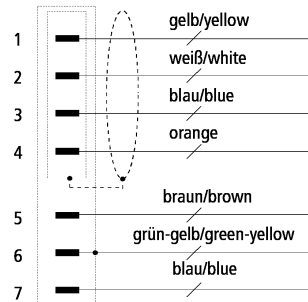 1 gelb/yellow
2 weiß/white
3 blau/blue
4 orange
5 braun/brown
6 grün-gelb/green-yellow
7 blau/blue